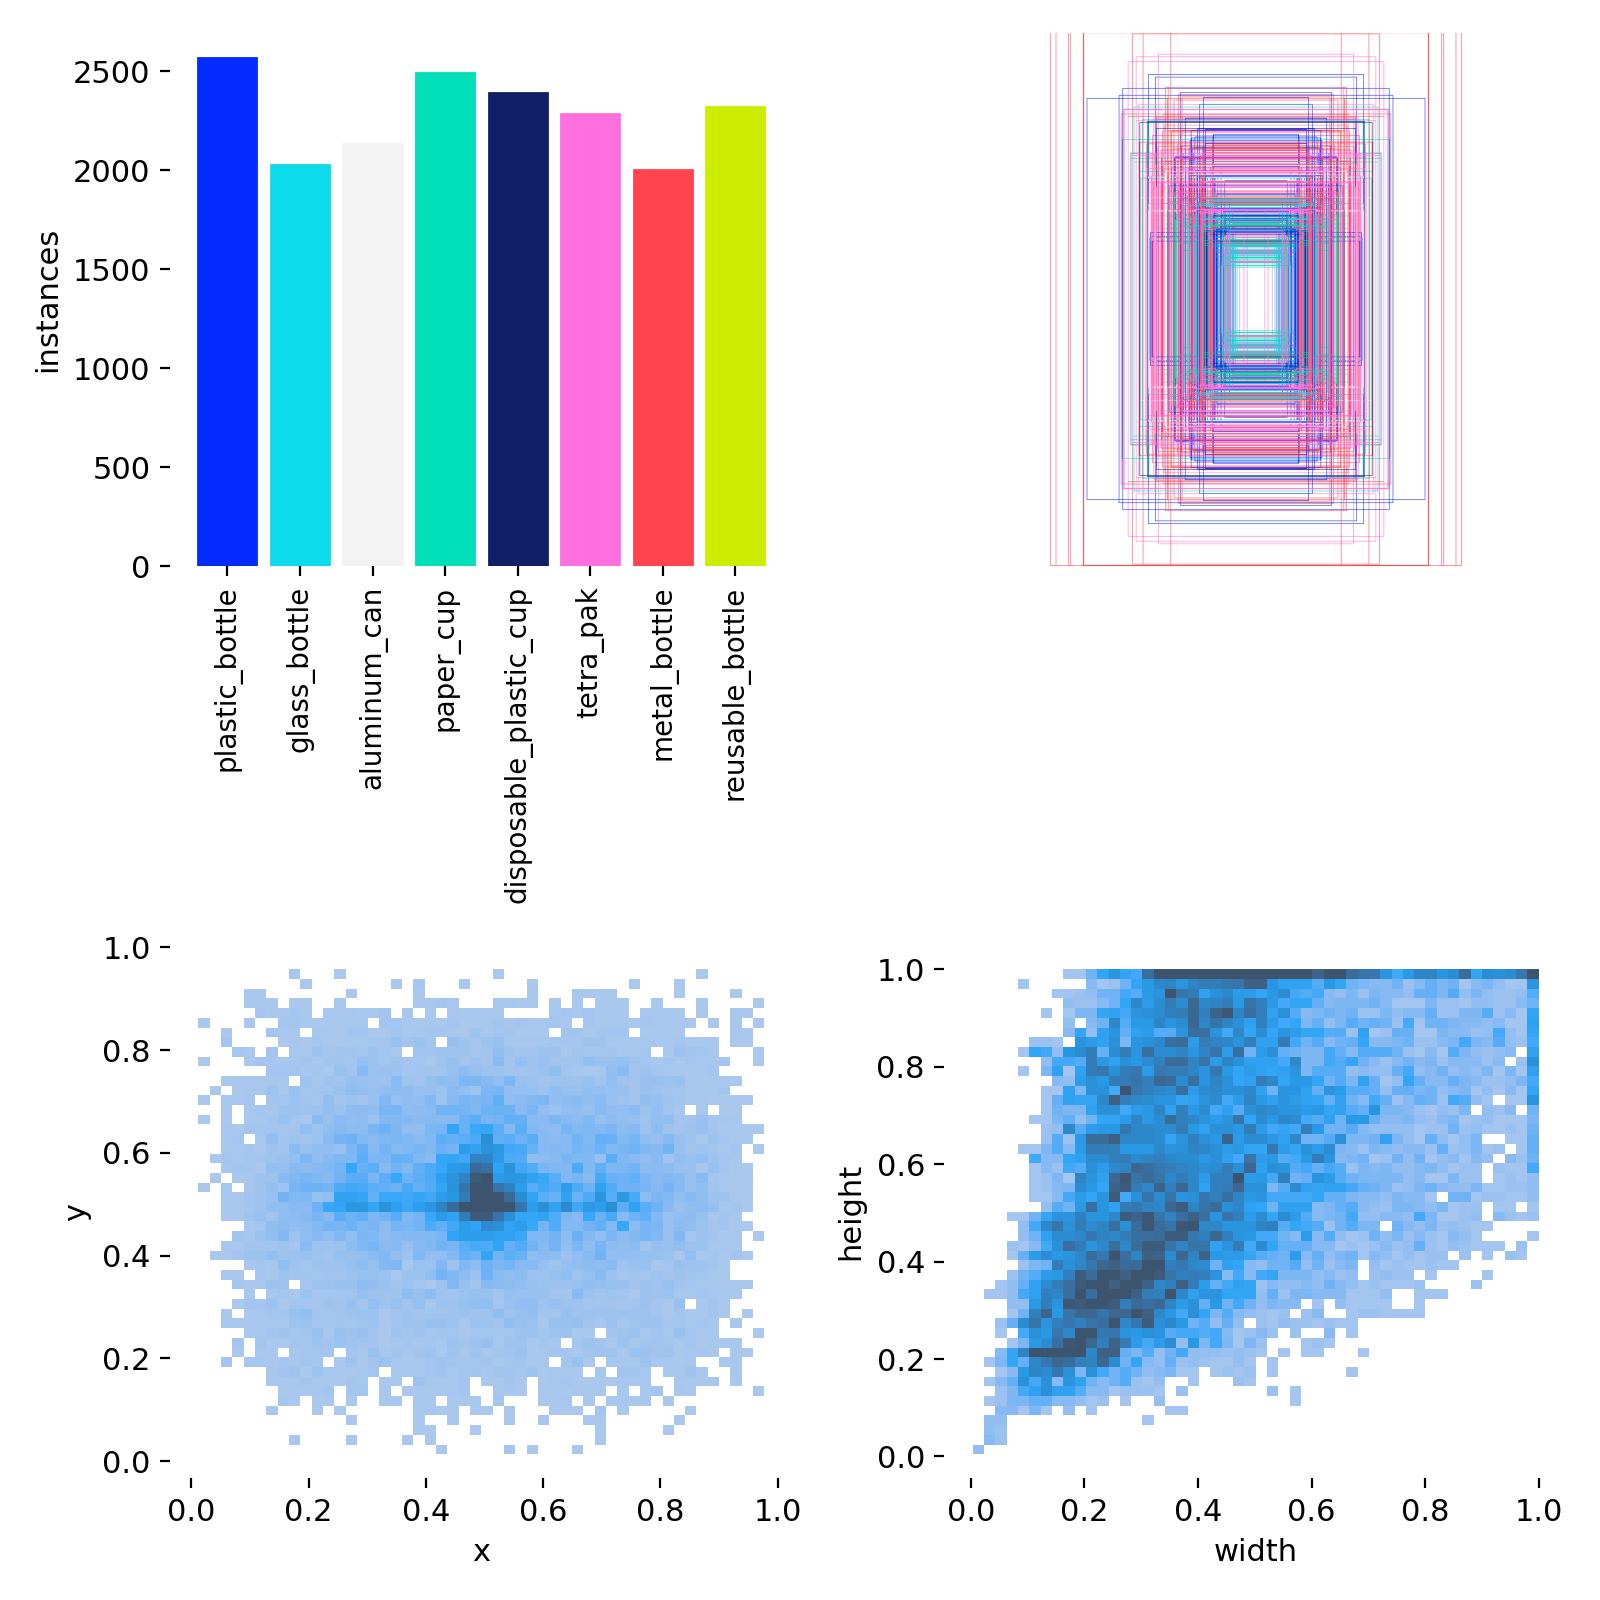 2500
2000
1500
1000
500
0
instances
plastic_bottle
glass_bottle
aluminum_can
paper_cup
disposable_plastic_cup
tetra_pak
metal_bottle
reusable_bottle
1.0
0.8
0.6
0.4
0.2
0.0
y
0.0 0.2 0.4 0.6 0.8 1.0
x
1.0
0.8
0.6
0.4
0.2
0.0
height
0.0 0.2 0.4 0.6 0.8 1.0
width